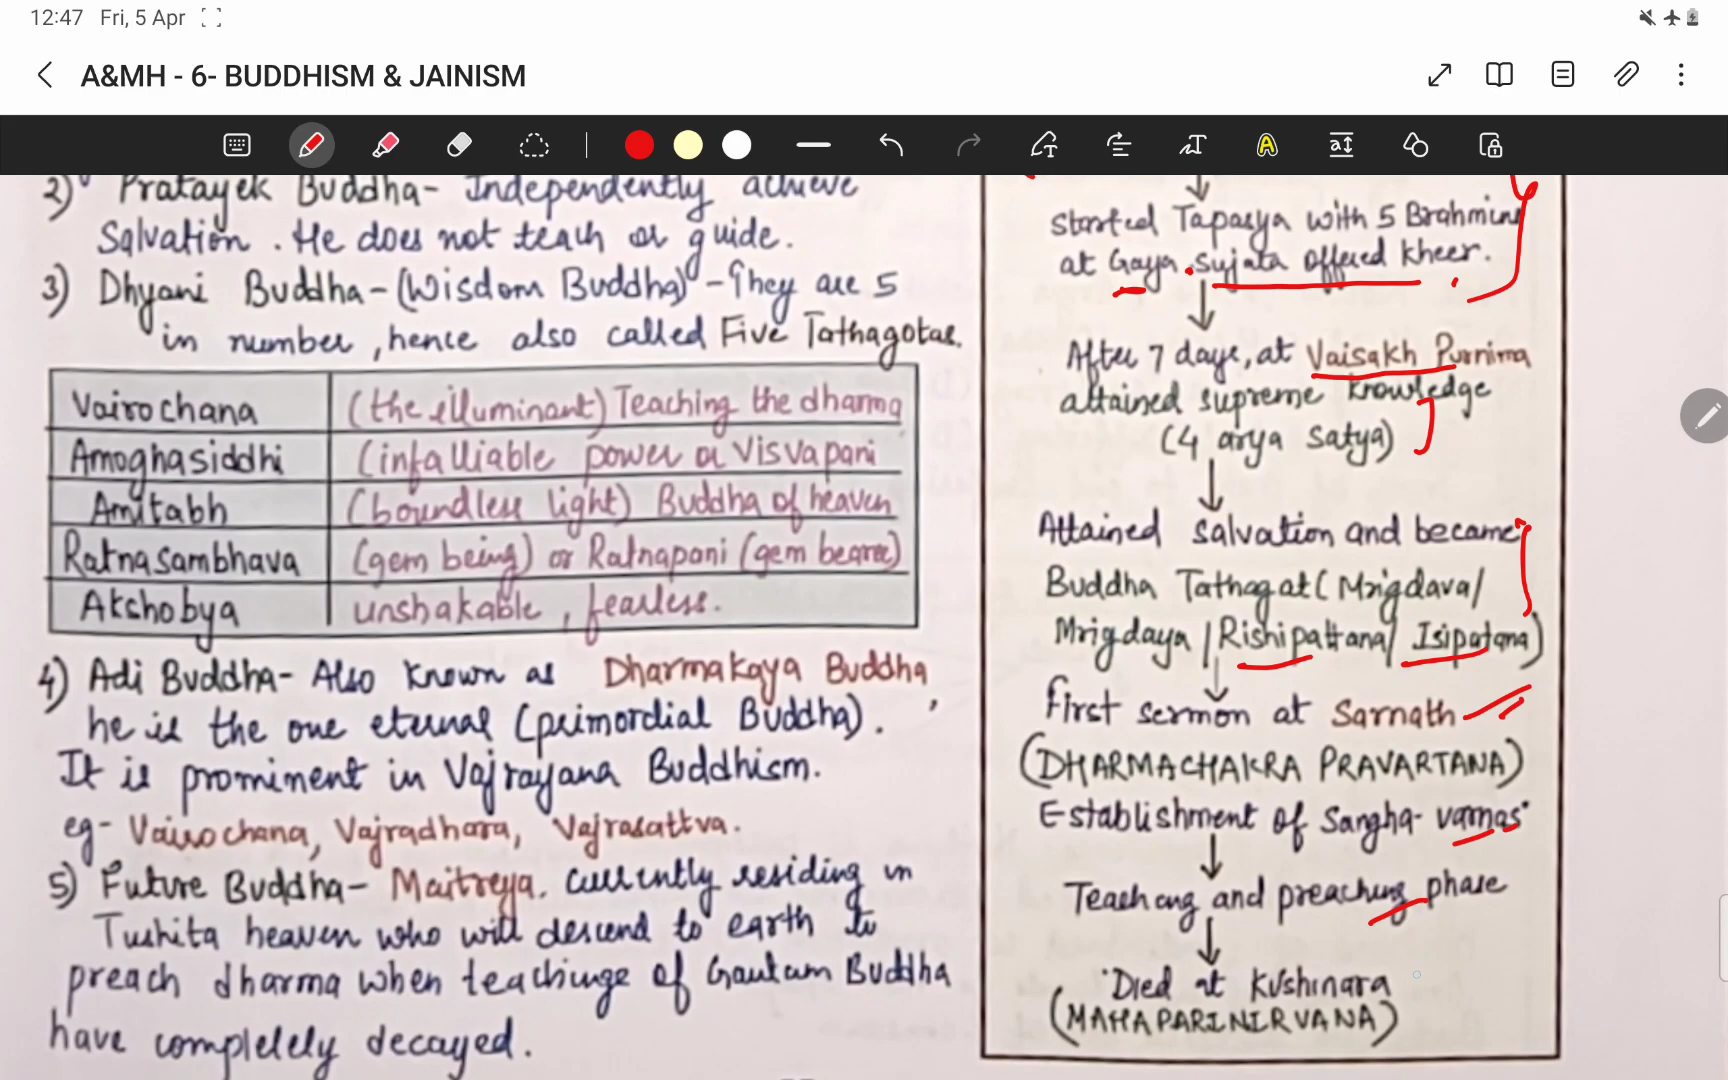 12:47 Fri, 5 Apr
A&MH - 6- BUDDHISM & JAINISM
2) Pratayek Buddha- Independently achieve
Salvation. He does not teach or guide.
3) Dhyani Buddha-(Wisdom Buddha)-They are 5
in number, hence also called Five Tathagotas.
Vairochana (the illuminant) Teaching the dharma
Amoghasiddhi (infalliable power or Visvapani
Amitabh (boundless light) Buddha of heaven
Ratnasambhava (gem being) or Ratnapani (gem bearer)
Akshobya unshakable, fearless.
4) Adi Buddha- Also known as Dharmakaya Buddha,
he is the one eternal (primordial Buddha).
It is prominent in Vajrayana Buddhism.
eg- Vairochana, Vajradhara, Vajrasattva.
5) Future Buddha- Maitreya. Currently residing in
Tushita heaven who will descend to earth to
preach dharma when teachings of Gautam Buddha
have complelely decayed.
started Tapasya with 5 Brahmins
at Gaya. Sujata offered kheer.
After 7 days, at Vaisakh Purnima
attained supreme knowledge
(4 arya Satya)
Attained salvation and became
Buddha Tathagat (Mrigdava/
Mrigdaya/Rishipattana/Isipatana)
First sermon at Sarnath
(DHARMACHAKRA PRAVARTANA)
Establishment of Sangha- vamas
Teaching and preaching phase
Died at Kushinara
(MAHAPARINIRVANA)